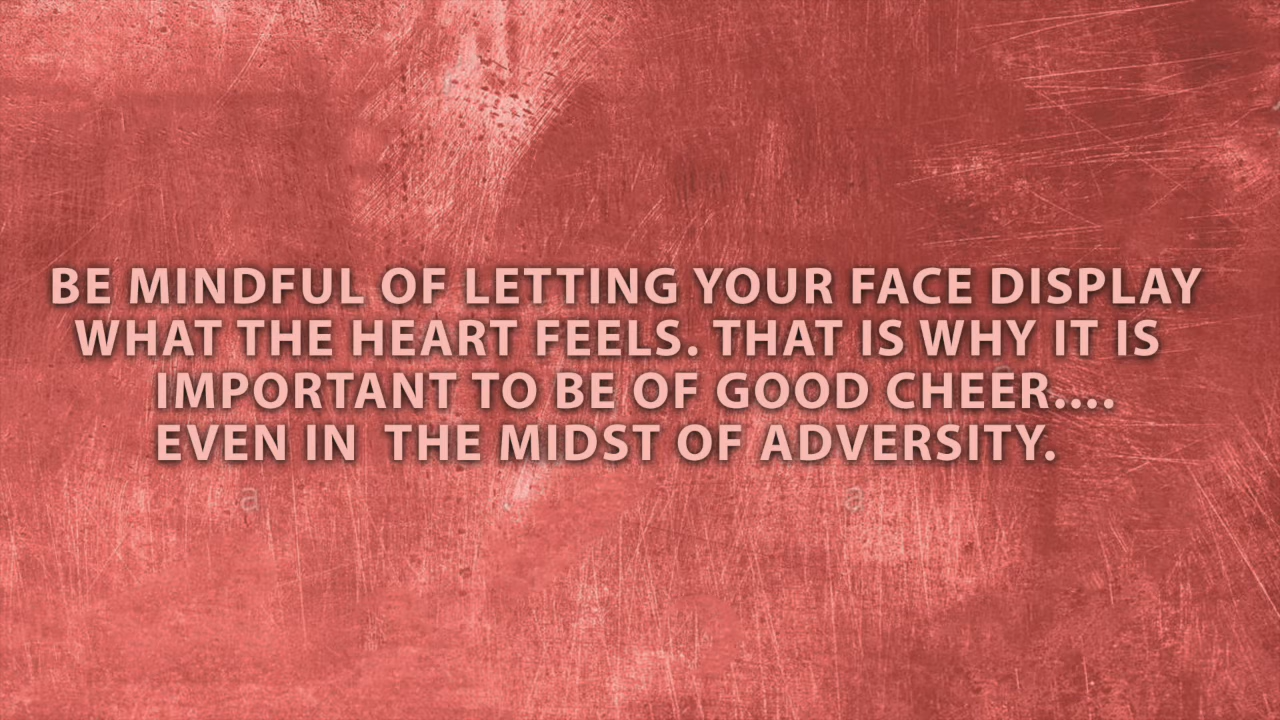 BE MINDFUL OF LETTING YOUR FACE DISPLAY
WHAT THE HEART FEELS. THAT IS WHY IT IS
IMPORTANT TO BE OF GOOD CHEER....
EVEN IN  THE MIDST OF ADVERSITY.
a a